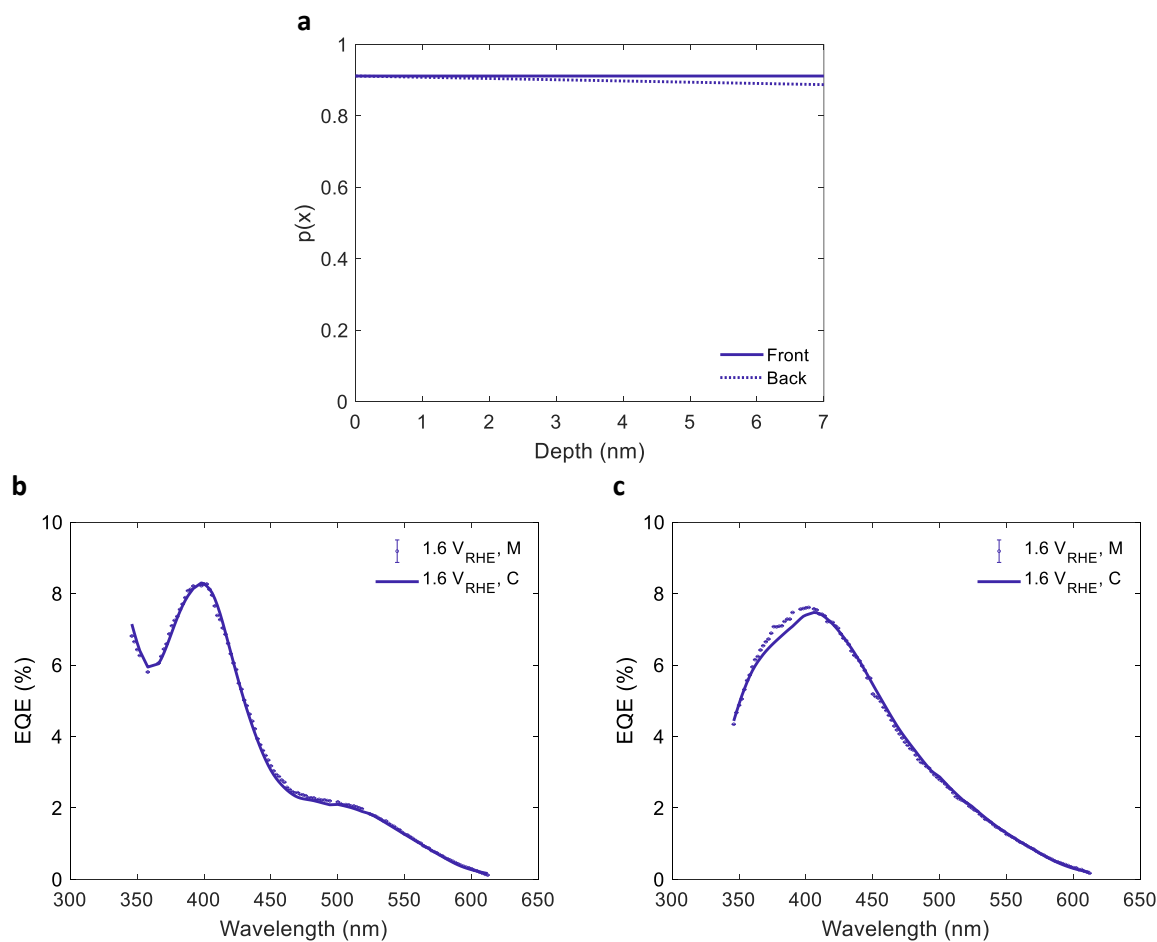 a
1
0.8
0.6
0.4
0.2
0
p(x)
Front
Back
0 1 2 3 4 5 6 7
Depth (nm)
b
10
8
6
4
2
0
EQE (%)
1.6 V_RHE, M
1.6 V_RHE, C
300 350 400 450 500 550 600 650
Wavelength (nm)
c
10
8
6
4
2
0
EQE (%)
1.6 V_RHE, M
1.6 V_RHE, C
300 350 400 450 500 550 600 650
Wavelength (nm)